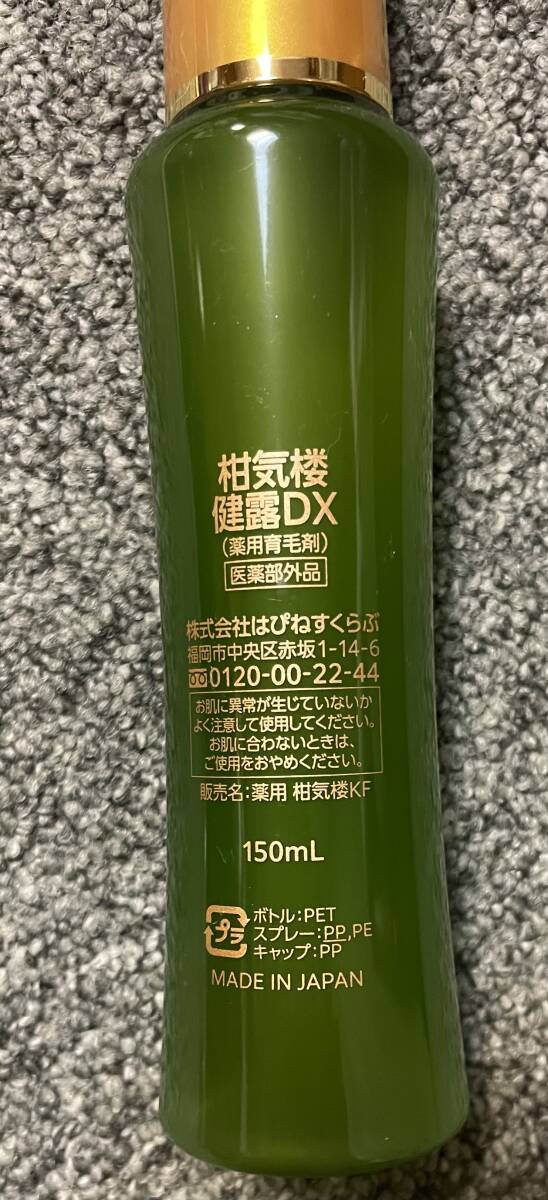 柑気楼
健露DX
（薬用育毛剤）
医薬部外品
株式会社はぴねすくらぶ
福岡市中央区赤坂1-14-6
0120-00-22-44
お肌に異常が生じていないか
よく注意して使用してください。
お肌に合わないときは、
ご使用をおやめください。
販売名：薬用 柑気楼KF
150mL
プラ
ボトル：PET
スプレー：PP,PE
キャップ：PP
MADE IN JAPAN